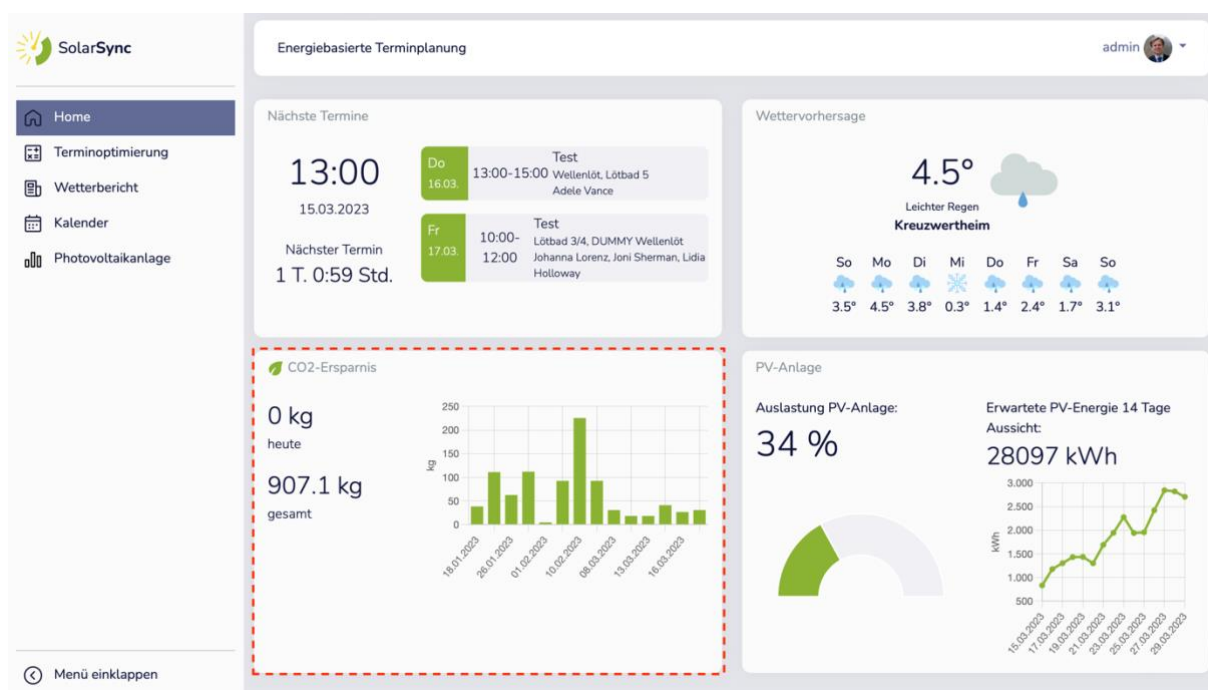 SolarSync
Energiebasierte Terminplanung
admin
Home
Terminoptimierung
Wetterbericht
Kalender
Photovoltaikanlage
Menü einklappen
Nächste Termine
13:00
15.03.2023
Nächster Termin
1 T. 0:59 Std.
Do
16.03.
13:00-15:00
Test
Wellenlöt, Lötbad 5
Adele Vance
Fr
17.03.
10:00-
12:00
Test
Lötbad 3/4, DUMMY Wellenlöt
Johanna Lorenz, Joni Sherman, Lidia
Holloway
Wettervorhersage
4.5°
Leichter Regen
Kreuzwertheim
So Mo Di Mi Do Fr Sa So
3.5° 4.5° 3.8° 0.3° 1.4° 2.4° 1.7° 3.1°
CO2-Ersparnis
0 kg
heute
907.1 kg
gesamt
kg
250
200
150
100
50
0
18.01.2023 26.01.2023 01.02.2023 10.02.2023 08.03.2023 13.03.2023 16.03.2023
PV-Anlage
Auslastung PV-Anlage:
34 %
Erwartete PV-Energie 14 Tage
Aussicht:
28097 kWh
kWh
3.000
2.500
2.000
1.500
1.000
500
15.03.2023 17.03.2023 19.03.2023 21.03.2023 23.03.2023 25.03.2023 27.03.2023 29.03.2023